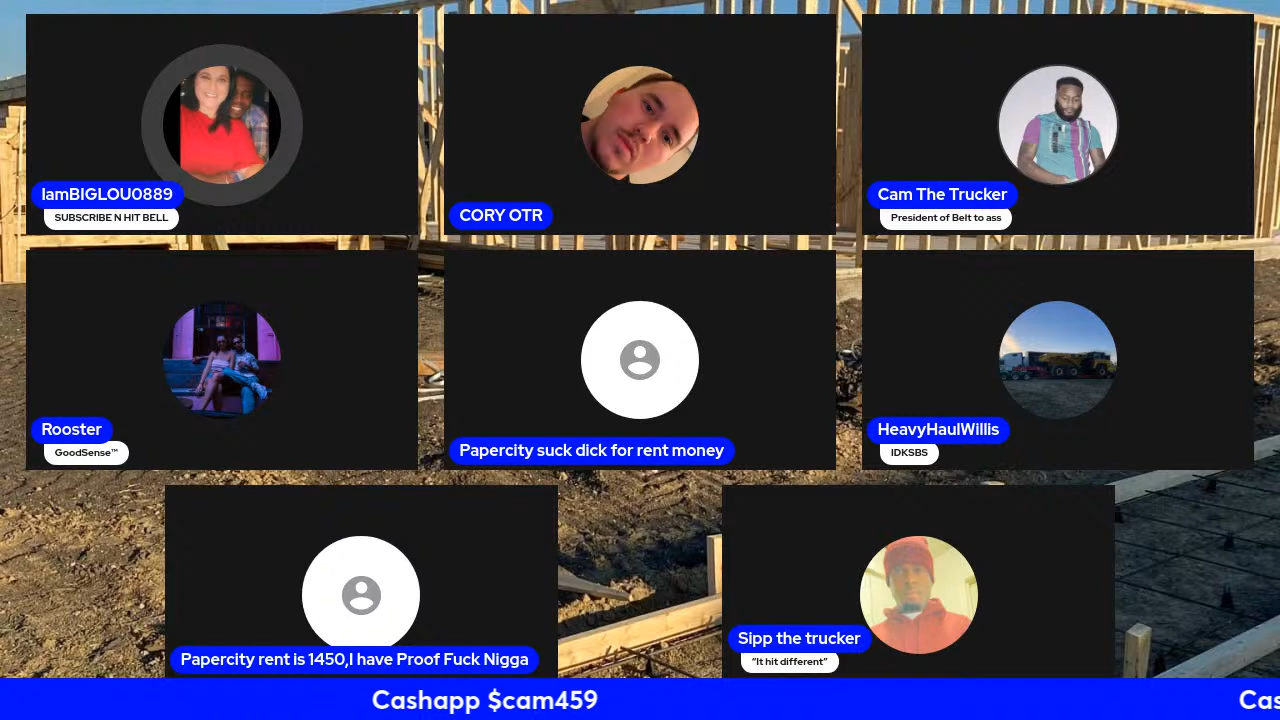 IamBIGLOU0889
SUBSCRIBE N HIT BELL
CORY OTR
Cam The Trucker
President of Belt to ass
Rooster
GoodSense™
Papercity suck dick for rent money
HeavyHaulWillis
IDKSBS
Papercity rent is 1450,I have Proof Fuck Nigga
Sipp the trucker
“It hit different”
Cashapp $cam459
Cas